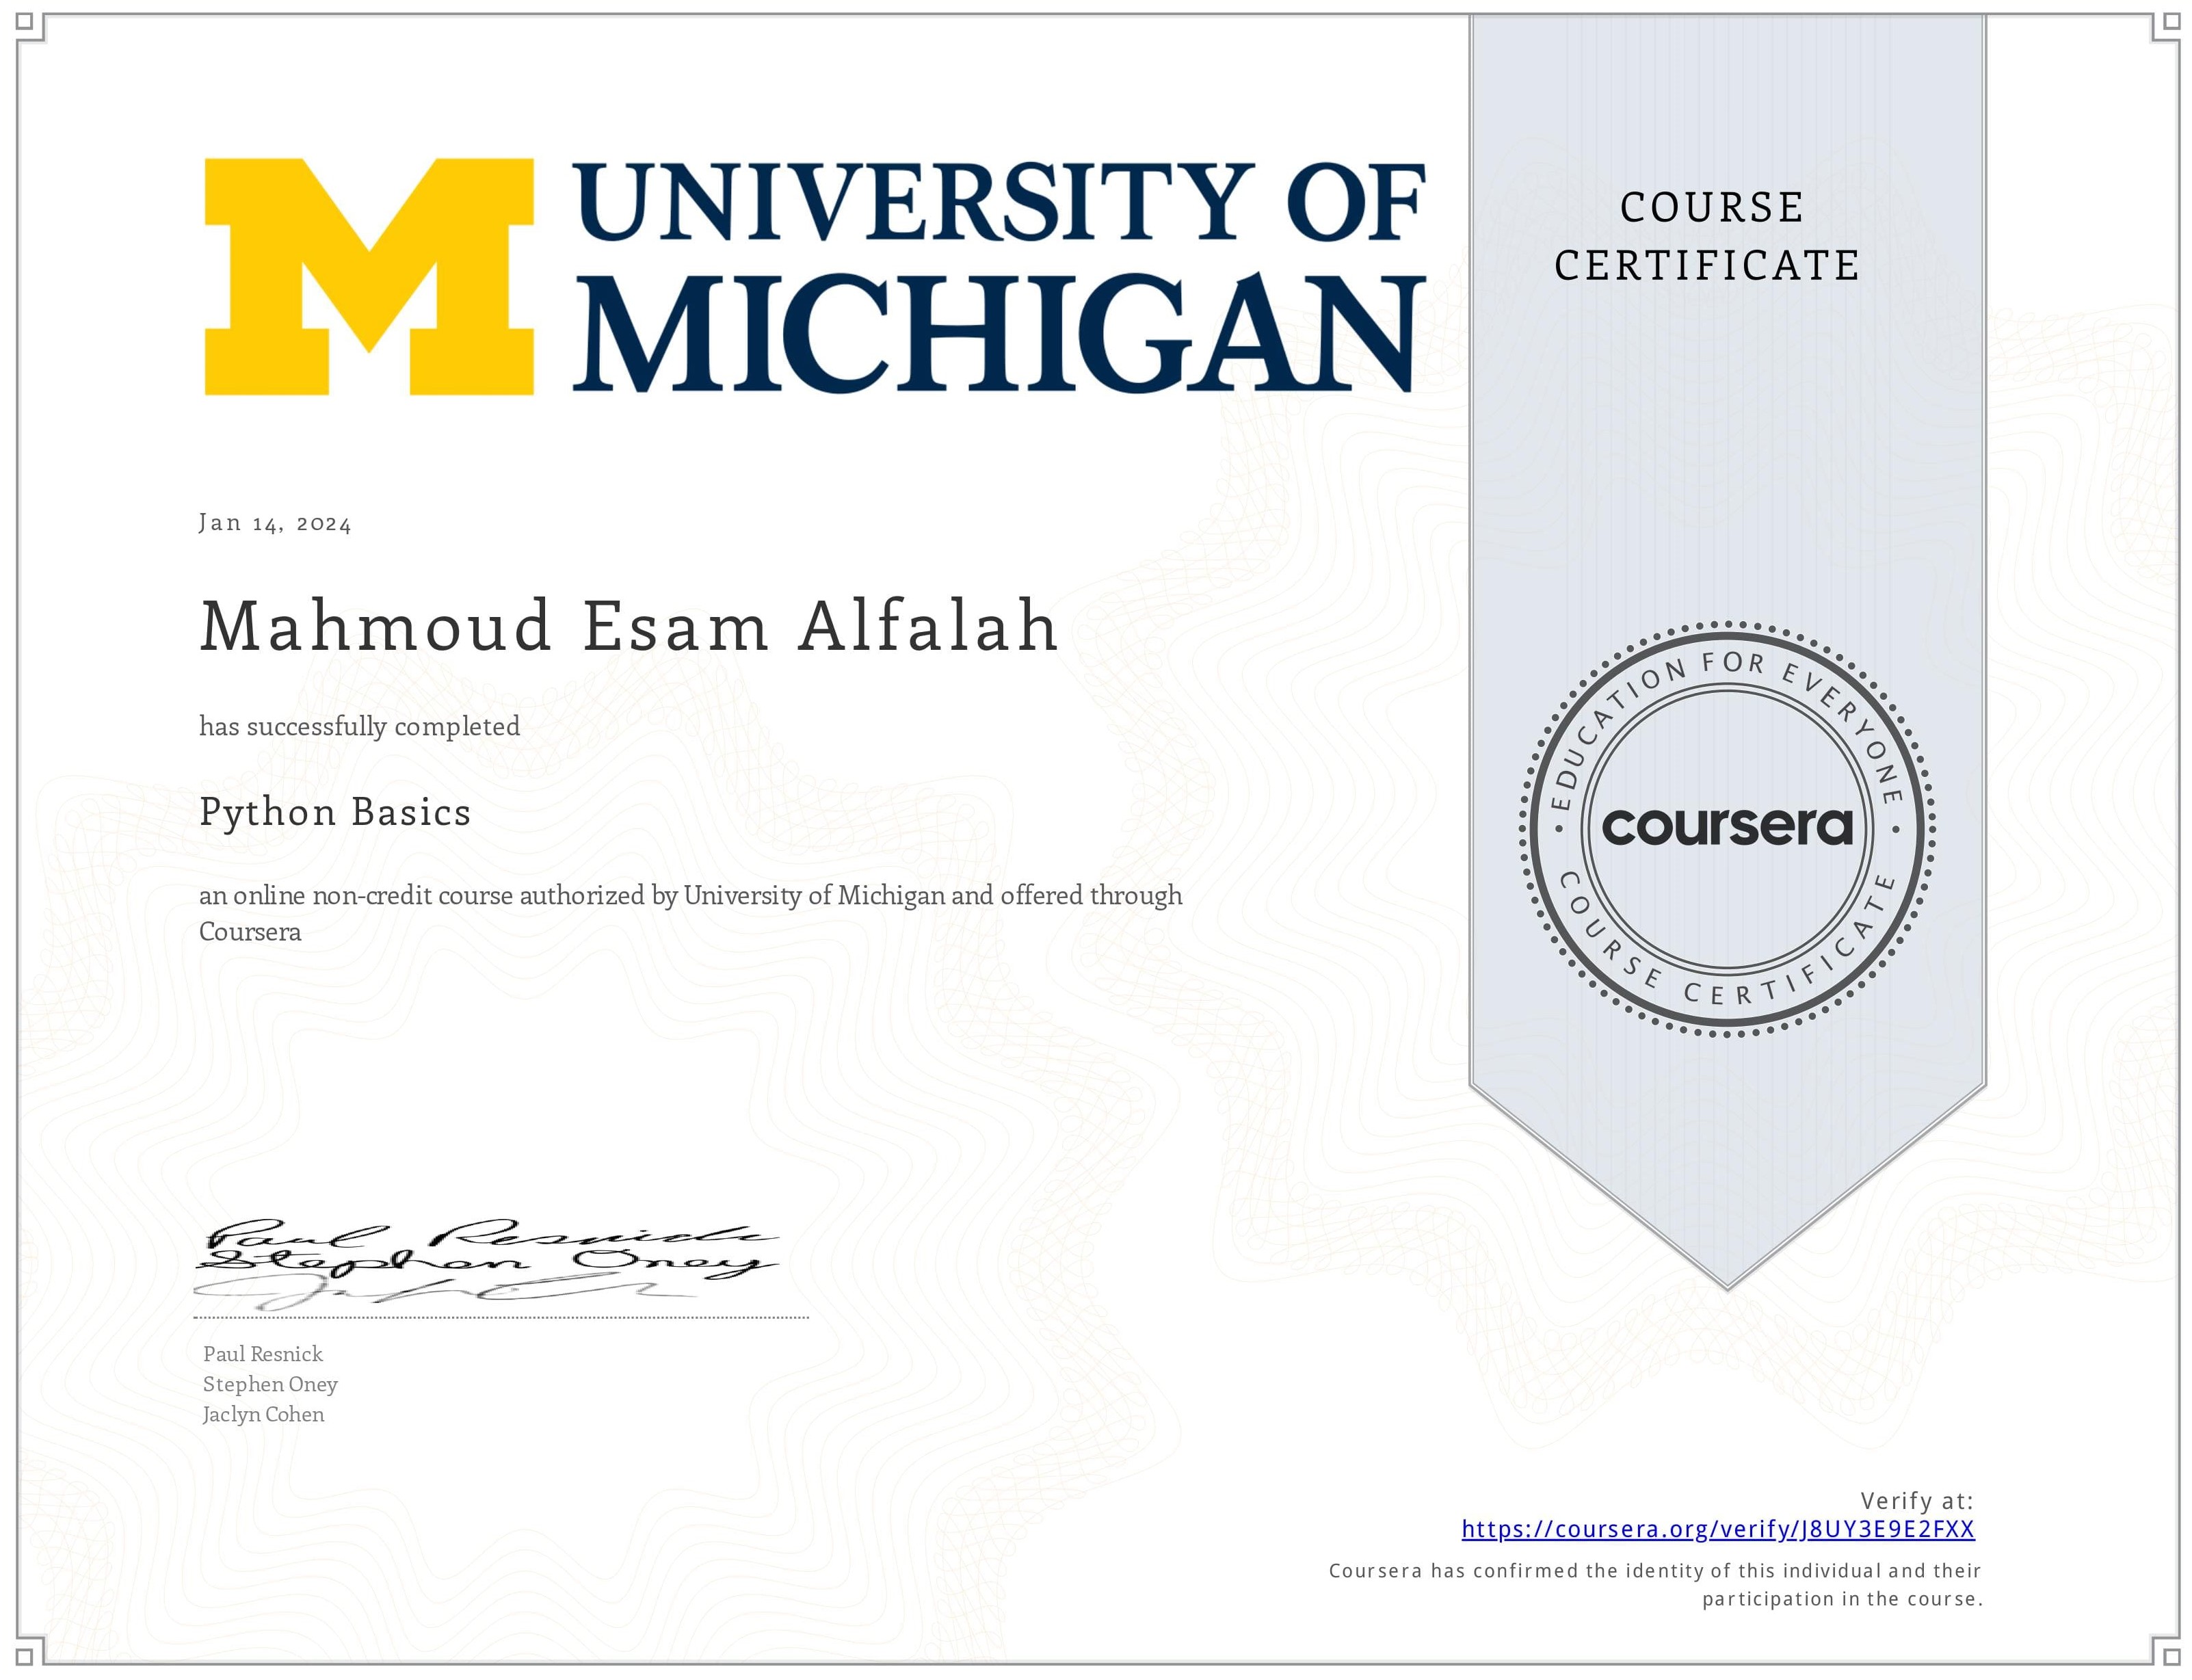 M
UNIVERSITY OF
MICHIGAN
COURSE
CERTIFICATE
Jan 14, 2024
Mahmoud Esam Alfalah
has successfully completed
Python Basics
an online non-credit course authorized by University of Michigan and offered through
Coursera
EDUCATION FOR EVERYONE
coursera
COURSE CERTIFICATE
Paul Resnick
Stephen Oney
Paul Resnick
Stephen Oney
Jaclyn Cohen
Verify at:
https://coursera.org/verify/J8UY3E9E2FXX
Coursera has confirmed the identity of this individual and their
participation in the course.